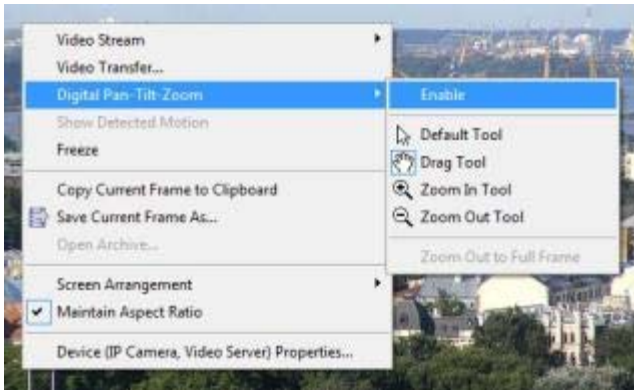 Video Stream
Video Transfer...
Digital Pan-Tilt-Zoom
Show Detected Motion
Freeze
Copy Current Frame to Clipboard
Save Current Frame As...
Open Archive...
Screen Arrangement
Maintain Aspect Ratio
Device (IP Camera, Video Server) Properties...
Enable
Default Tool
Drag Tool
Zoom In Tool
Zoom Out Tool
Zoom Out to Full Frame